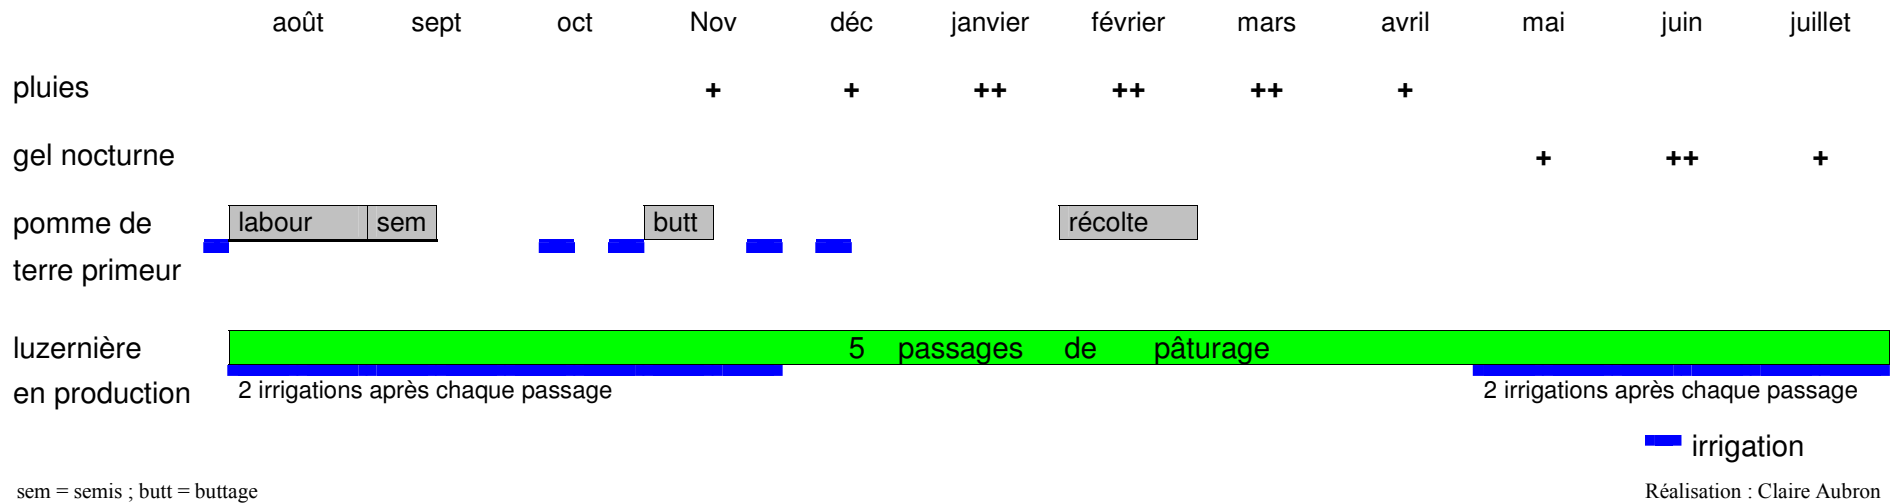 août sept oct Nov déc janvier février mars avril mai juin juillet
pluies + + ++ ++ ++ +
gel nocturne + ++ +
pomme de labour sem butt récolte
terre primeur
luzernière 5 passages de pâturage
en production 2 irrigations après chaque passage 2 irrigations après chaque passage
irrigation
sem = semis ; butt = buttage Réalisation : Claire Aubron